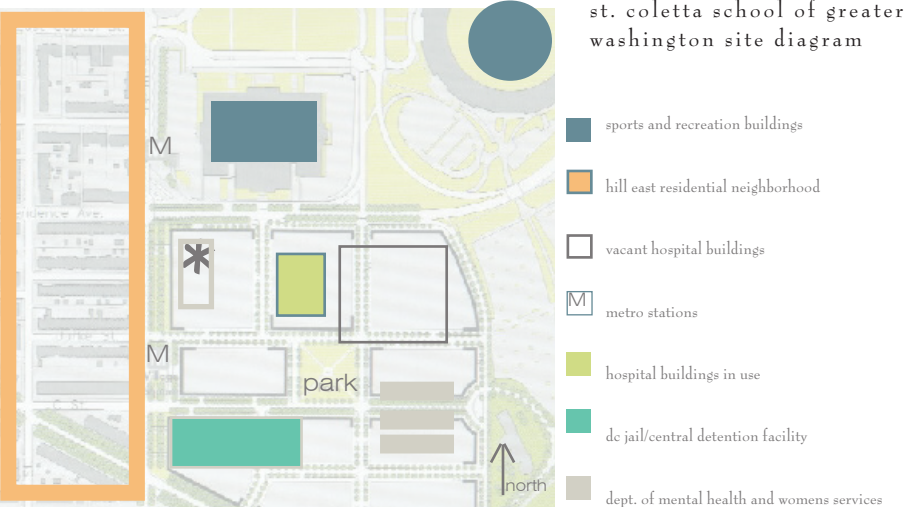 st. coletta school of greater
washington site diagram
sports and recreation buildings
M
hill east residential neighborhood
vacant hospital buildings
M
metro stations
M
hospital buildings in use
park
dc jail/central detention facility
north
dept. of mental health and womens services